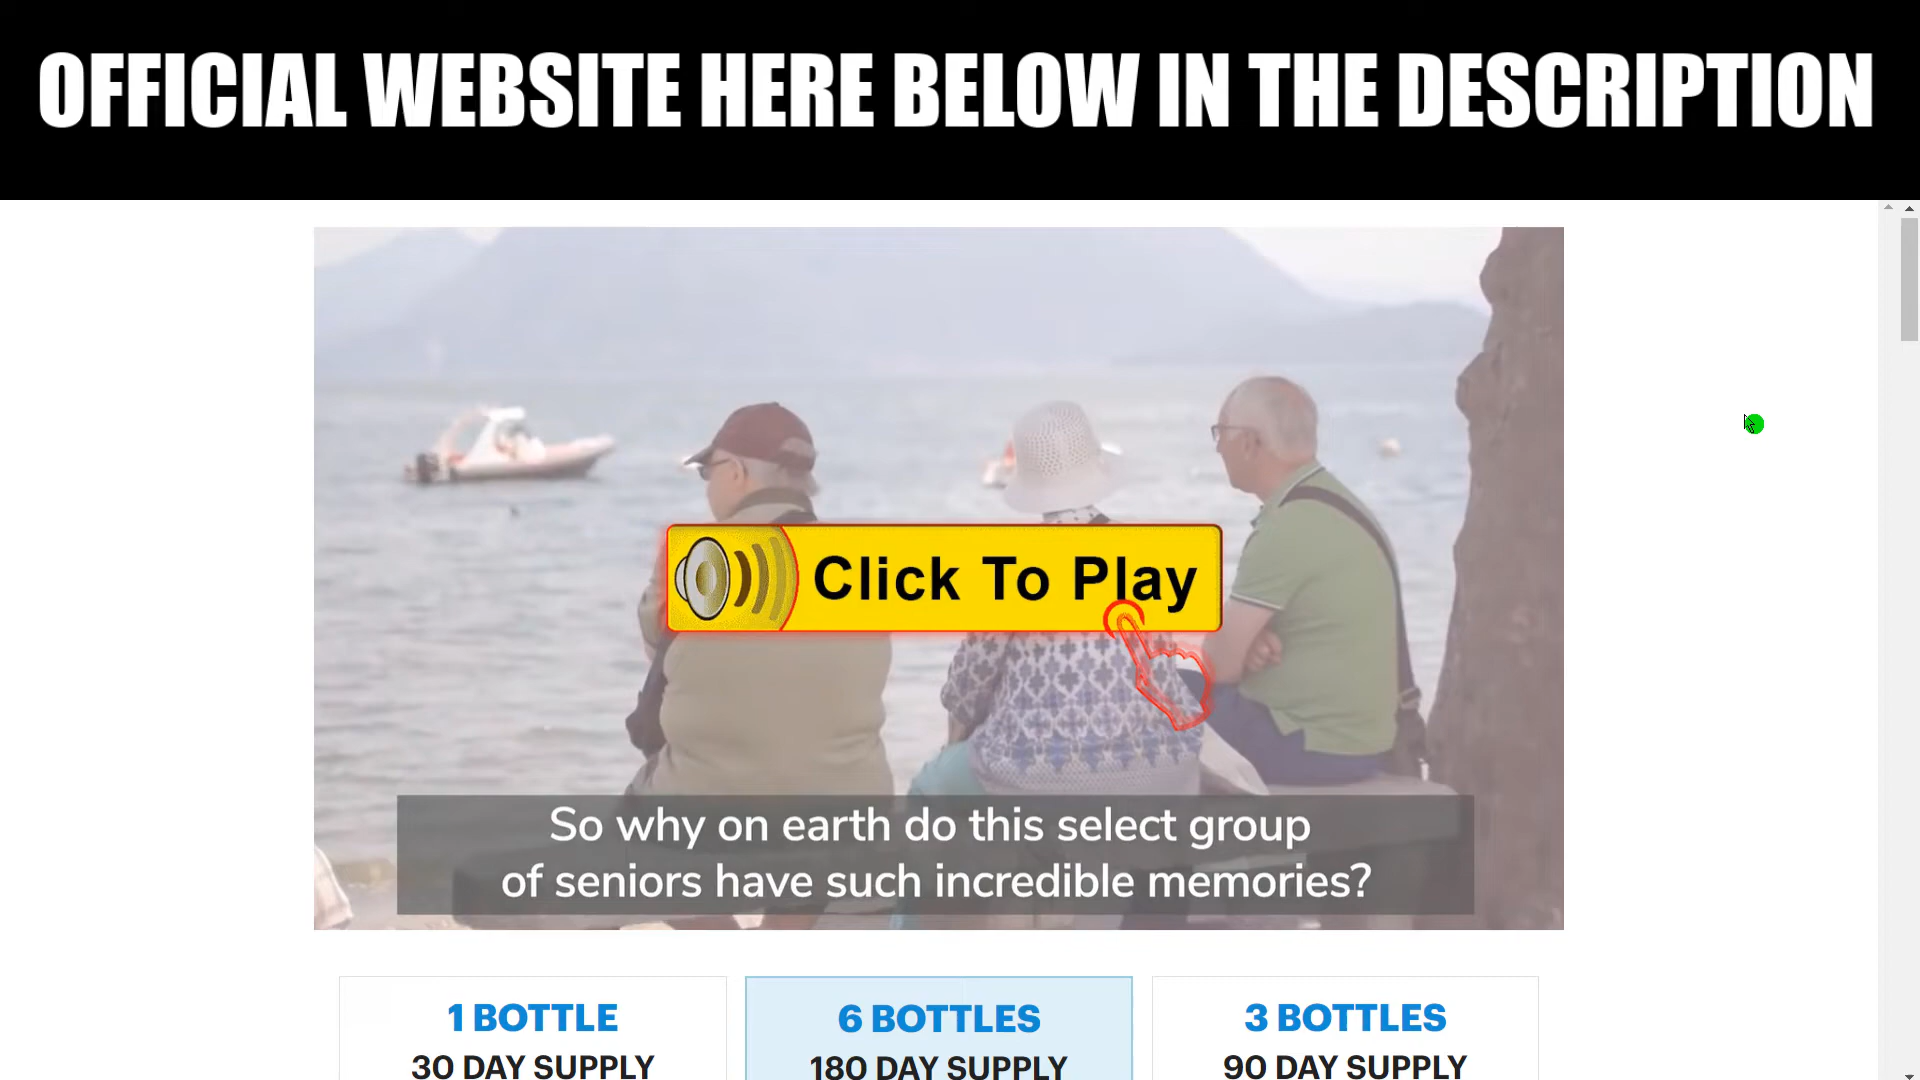 OFFICIAL WEBSITE HERE BELOW IN THE DESCRIPTION
Click To Play
So why on earth do this select group
of seniors have such incredible memories?
1 BOTTLE
30 DAY SUPPLY
6 BOTTLES
180 DAY SUPPLY
3 BOTTLES
90 DAY SUPPLY